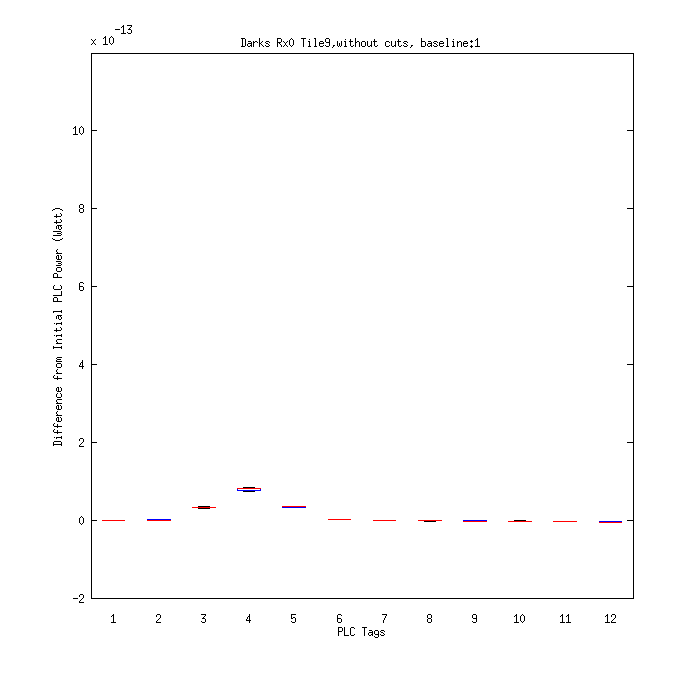 x 10-13
Darks Rx0 Tile9,without cuts, baseline:1
10
8
6
4
2
0
-2
Difference from Initial PLC Power (Watt)
1 2 3 4 5 6 7 8 9 10 11 12
PLC Tags